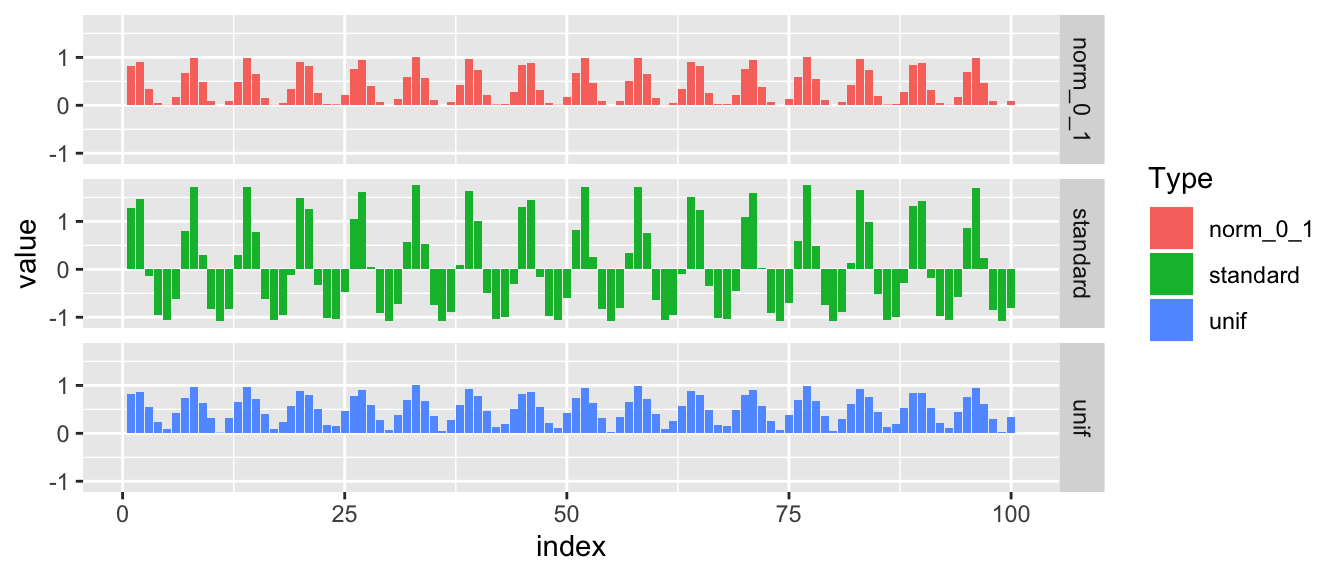 value
1
0
-1
norm_0_1
1
0
-1
standard
1
0
-1
unif
0
25
50
75
100
index
Type
norm_0_1
standard
unif